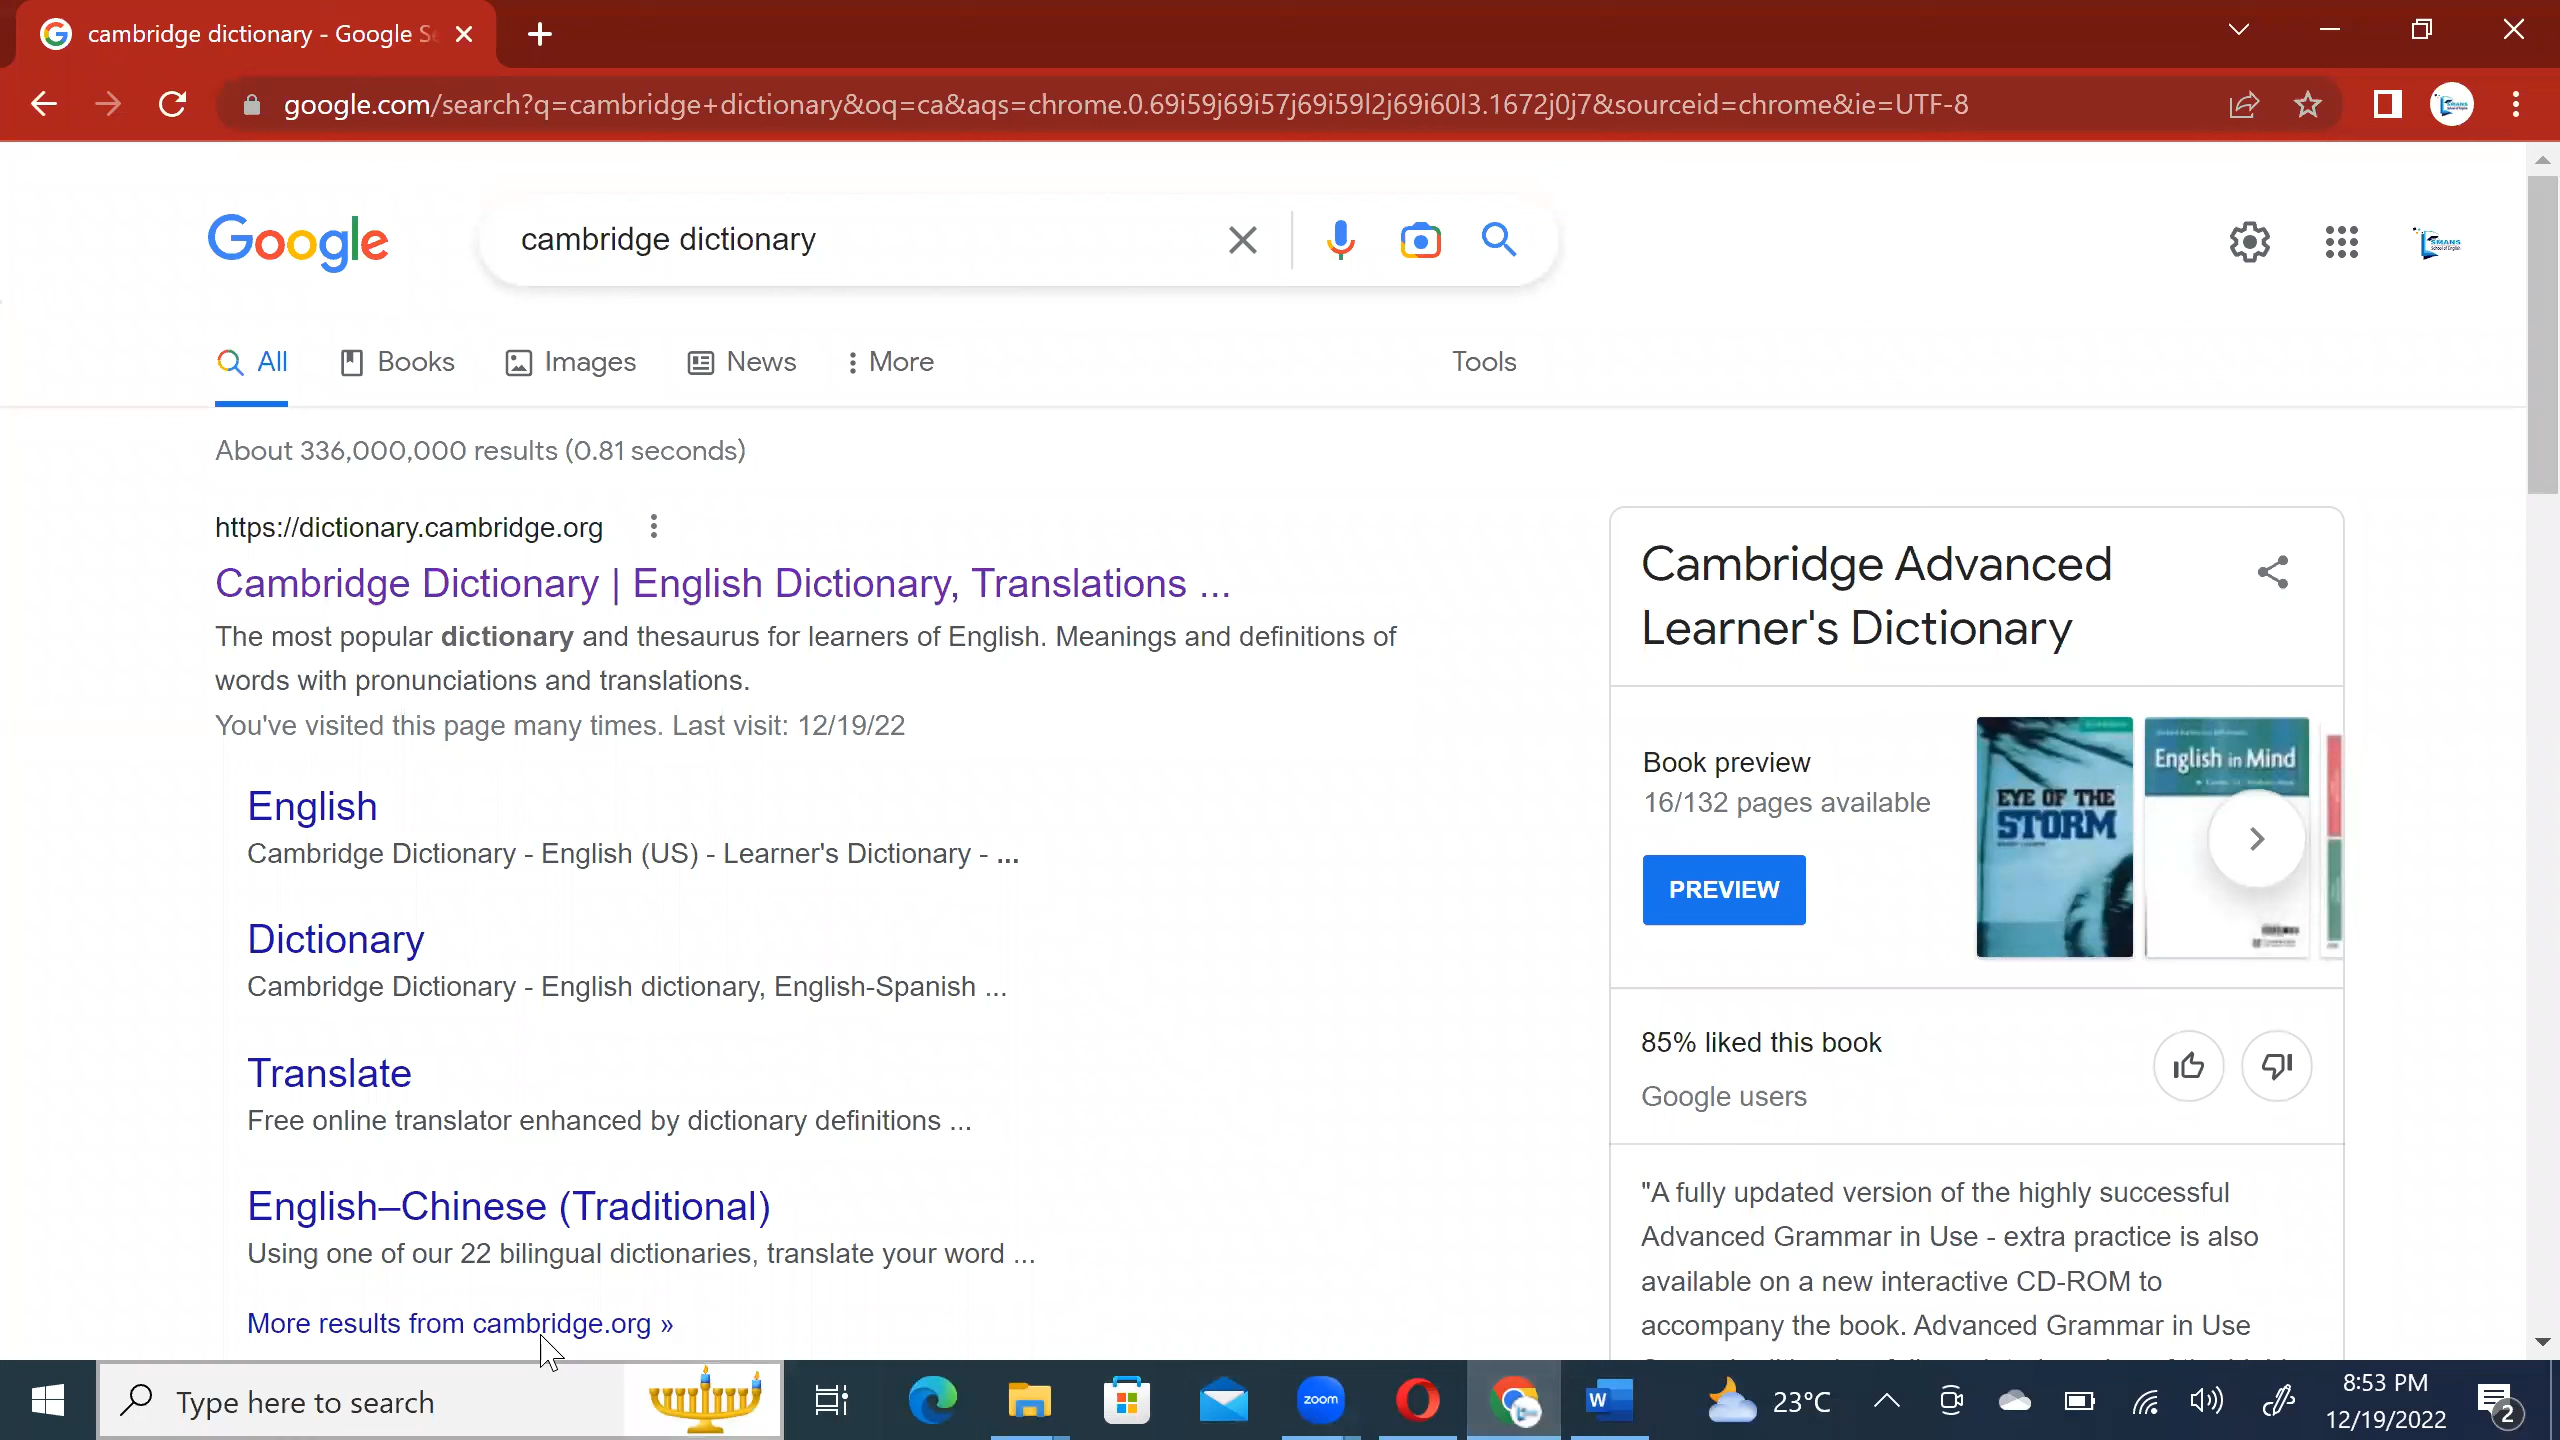 cambridge dictionary - Google S
google.com/search?q=cambridge+dictionary&oq=ca&aqs=chrome.0.69i59j69i57j69i59l2j69i60l3.1672j0j7&sourceid=chrome&ie=UTF-8
Google
cambridge dictionary
SMANS
School of English
All
Books
Images
News
More
Tools
About 336,000,000 results (0.81 seconds)
https://dictionary.cambridge.org
Cambridge Dictionary | English Dictionary, Translations ...
The most popular dictionary and thesaurus for learners of English. Meanings and definitions of
words with pronunciations and translations.
You've visited this page many times. Last visit: 12/19/22
English
Cambridge Dictionary - English (US) - Learner's Dictionary - ...
Dictionary
Cambridge Dictionary - English dictionary, English-Spanish ...
Translate
Free online translator enhanced by dictionary definitions ...
English–Chinese (Traditional)
Using one of our 22 bilingual dictionaries, translate your word ...
More results from cambridge.org »
Cambridge Advanced
Learner's Dictionary
Book preview
16/132 pages available
PREVIEW
EYE OF THE
STORM
English in Mind
85% liked this book
Google users
"A fully updated version of the highly successful
Advanced Grammar in Use - extra practice is also
available on a new interactive CD-ROM to
accompany the book. Advanced Grammar in Use
Type here to search
zoom
W
23°C
8:53 PM
12/19/2022
2